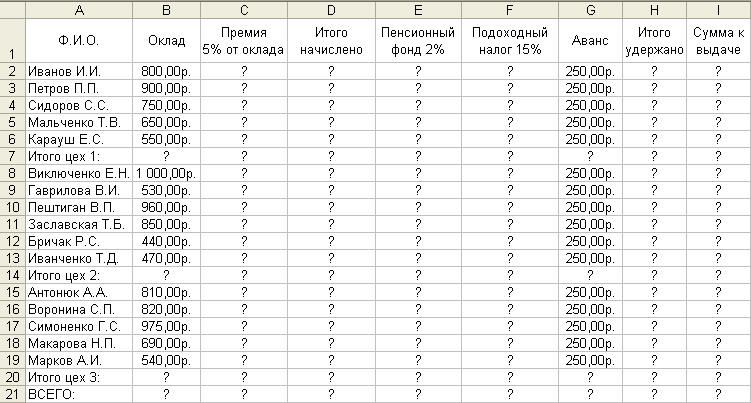 A B C D E F G H I
1 Ф.И.О. Оклад Премия 5% от оклада Итого начислено Пенсионный фонд 2% Подоходный налог 15% Аванс Итого удержано Сумма к выдаче
2 Иванов И.И. 800,00р. ? ? ? ? 250,00р. ? ?
3 Петров П.П. 900,00р. ? ? ? ? 250,00р. ? ?
4 Сидоров С.С. 750,00р. ? ? ? ? 250,00р. ? ?
5 Мальченко Т.В. 650,00р. ? ? ? ? 250,00р. ? ?
6 Карауш Е.С. 550,00р. ? ? ? ? 250,00р. ? ?
7 Итого цех 1: ? ? ? ? ? ? ? ?
8 Виключенко Е.Н. 1 000,00р. ? ? ? ? 250,00р. ? ?
9 Гаврилова В.И. 530,00р. ? ? ? ? 250,00р. ? ?
10 Пештиган В.П. 960,00р. ? ? ? ? 250,00р. ? ?
11 Заславская Т.Б. 850,00р. ? ? ? ? 250,00р. ? ?
12 Бричак Р.С. 440,00р. ? ? ? ? 250,00р. ? ?
13 Иванченко Т.Д. 470,00р. ? ? ? ? 250,00р. ? ?
14 Итого цех 2: ? ? ? ? ? ? ? ?
15 Антонюк А.А. 810,00р. ? ? ? ? 250,00р. ? ?
16 Воронина С.П. 820,00р. ? ? ? ? 250,00р. ? ?
17 Симоненко Г.С. 975,00р. ? ? ? ? 250,00р. ? ?
18 Макарова Н.П. 690,00р. ? ? ? ? 250,00р. ? ?
19 Марков А.И. 540,00р. ? ? ? ? 250,00р. ? ?
20 Итого цех 3: ? ? ? ? ? ? ? ?
21 ВСЕГО: ? ? ? ? ? ? ? ?